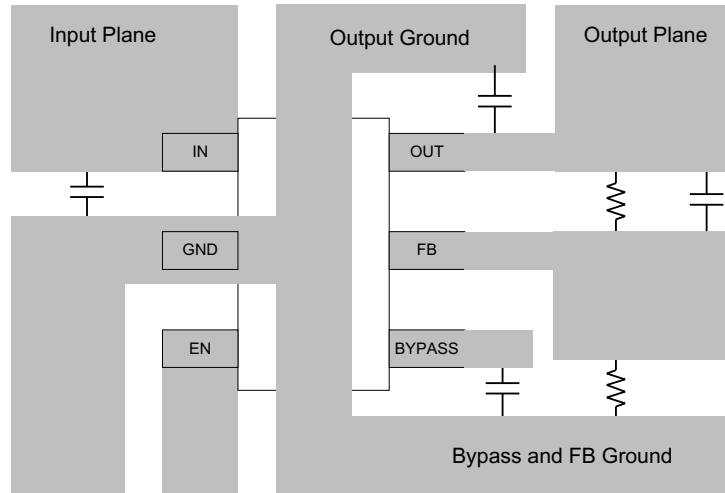 Input Plane
Output Ground
Output Plane
IN
OUT
GND
FB
EN
BYPASS
Bypass and FB Ground